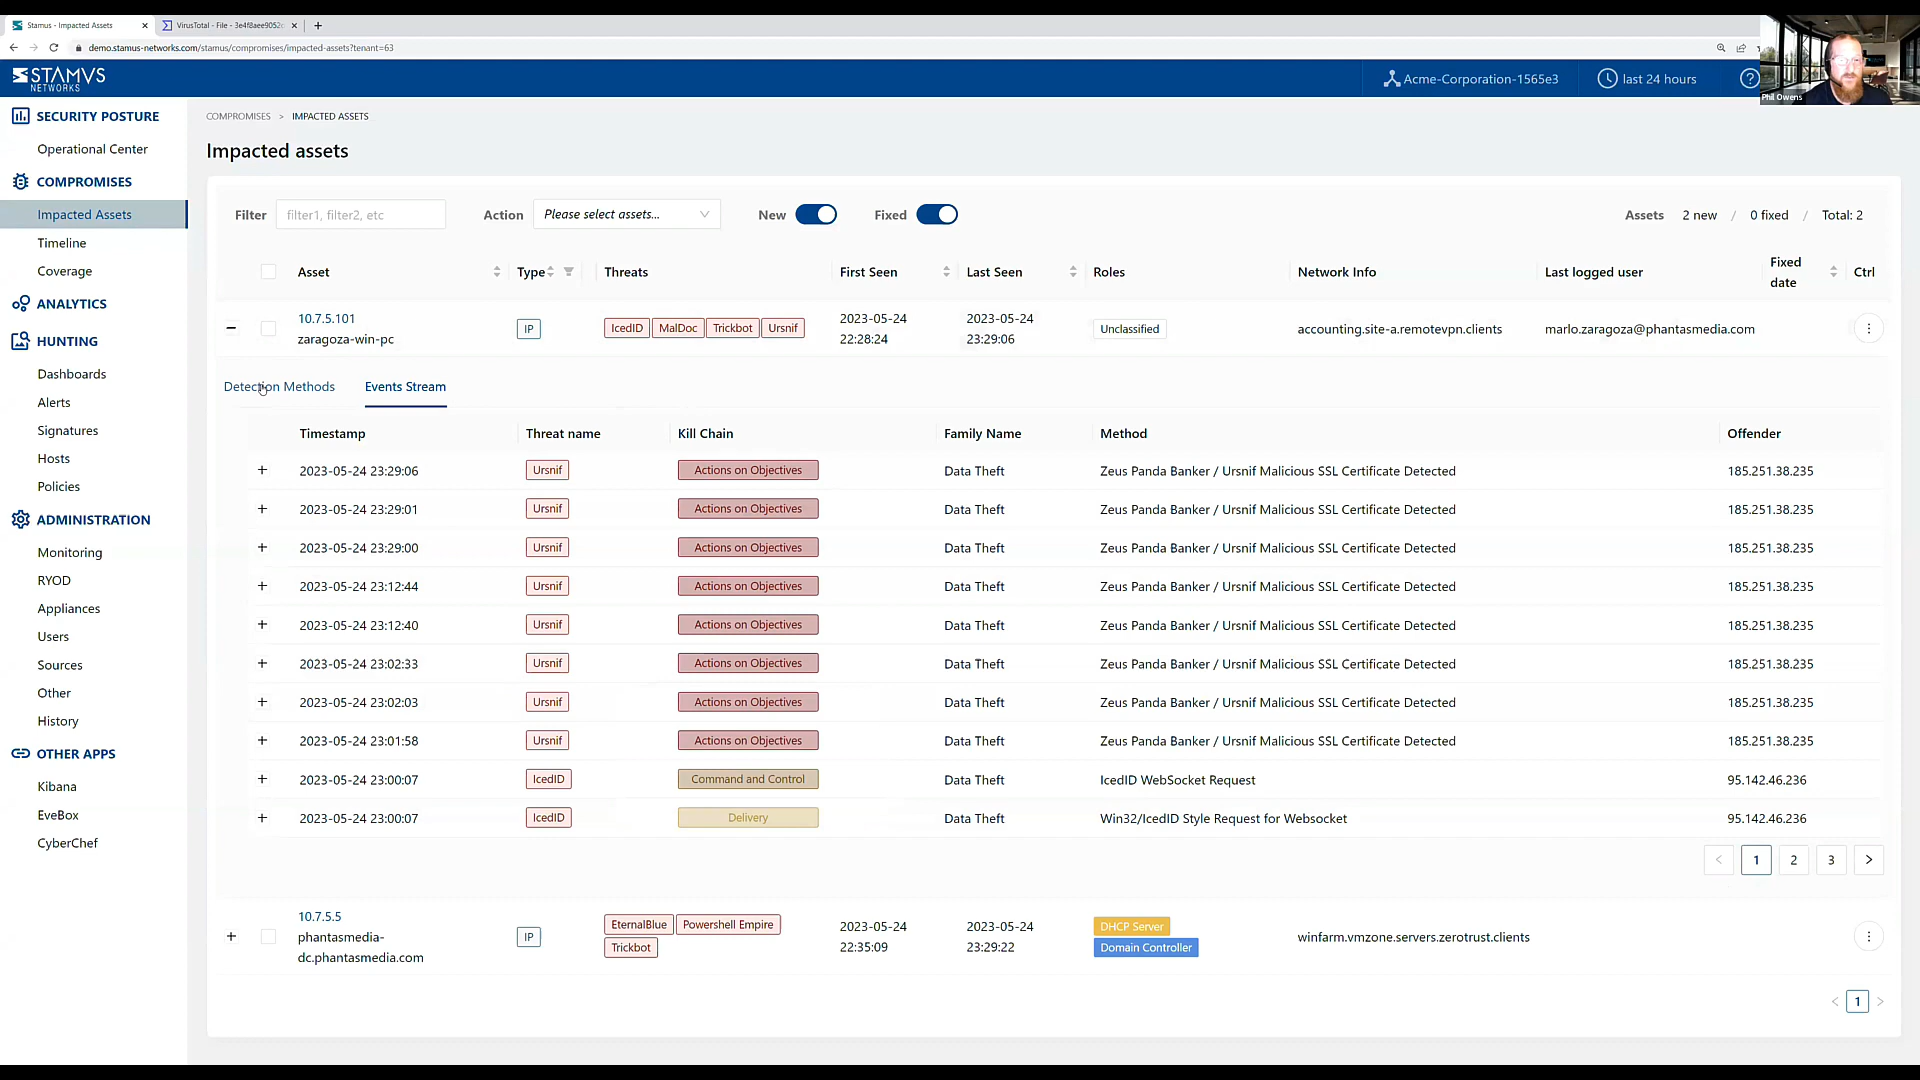 Stamus - Impacted Assets
VirusTotal - File - 3e4f8aee9052c
demo.stamus-networks.com/stamus/compromises/impacted-assets?tenant=63
STAMVS
NETWORKS
Acme-Corporation-1565e3
last 24 hours
Phil Owens
SECURITY POSTURE
Operational Center
COMPROMISES
Impacted Assets
Timeline
Coverage
ANALYTICS
HUNTING
Dashboards
Alerts
Signatures
Hosts
Policies
ADMINISTRATION
Monitoring
RYOD
Appliances
Users
Sources
Other
History
OTHER APPS
Kibana
EveBox
CyberChef
COMPROMISES > IMPACTED ASSETS
Impacted assets
Filter filter1, filter2, etc Action Please select assets... New Fixed Assets 2 new / 0 fixed / Total: 2
Asset Type Threats First Seen Last Seen Roles Network Info Last logged user Fixed date Ctrl
10.7.5.101 zaragoza-win-pc IP IcedID MalDoc Trickbot Ursnif 2023-05-24 22:28:24 2023-05-24 23:29:06 Unclassified accounting.site-a.remotevpn.clients marlo.zaragoza@phantasmedia.com
Detection Methods Events Stream
Timestamp Threat name Kill Chain Family Name Method Offender
+ 2023-05-24 23:29:06 Ursnif Actions on Objectives Data Theft Zeus Panda Banker / Ursnif Malicious SSL Certificate Detected 185.251.38.235
+ 2023-05-24 23:29:01 Ursnif Actions on Objectives Data Theft Zeus Panda Banker / Ursnif Malicious SSL Certificate Detected 185.251.38.235
+ 2023-05-24 23:29:00 Ursnif Actions on Objectives Data Theft Zeus Panda Banker / Ursnif Malicious SSL Certificate Detected 185.251.38.235
+ 2023-05-24 23:12:44 Ursnif Actions on Objectives Data Theft Zeus Panda Banker / Ursnif Malicious SSL Certificate Detected 185.251.38.235
+ 2023-05-24 23:12:40 Ursnif Actions on Objectives Data Theft Zeus Panda Banker / Ursnif Malicious SSL Certificate Detected 185.251.38.235
+ 2023-05-24 23:02:33 Ursnif Actions on Objectives Data Theft Zeus Panda Banker / Ursnif Malicious SSL Certificate Detected 185.251.38.235
+ 2023-05-24 23:02:03 Ursnif Actions on Objectives Data Theft Zeus Panda Banker / Ursnif Malicious SSL Certificate Detected 185.251.38.235
+ 2023-05-24 23:01:58 Ursnif Actions on Objectives Data Theft Zeus Panda Banker / Ursnif Malicious SSL Certificate Detected 185.251.38.235
+ 2023-05-24 23:00:07 IcedID Command and Control Data Theft IcedID WebSocket Request 95.142.46.236
+ 2023-05-24 23:00:07 IcedID Delivery Data Theft Win32/IcedID Style Request for Websocket 95.142.46.236
< 1 2 3 >
+ 10.7.5.5 phantasmedia-dc.phantasmedia.com IP EternalBlue Powershell Empire Trickbot 2023-05-24 22:35:09 2023-05-24 23:29:22 DHCP Server Domain Controller winfarm.vmzone.servers.zerotrust.clients
< 1 >